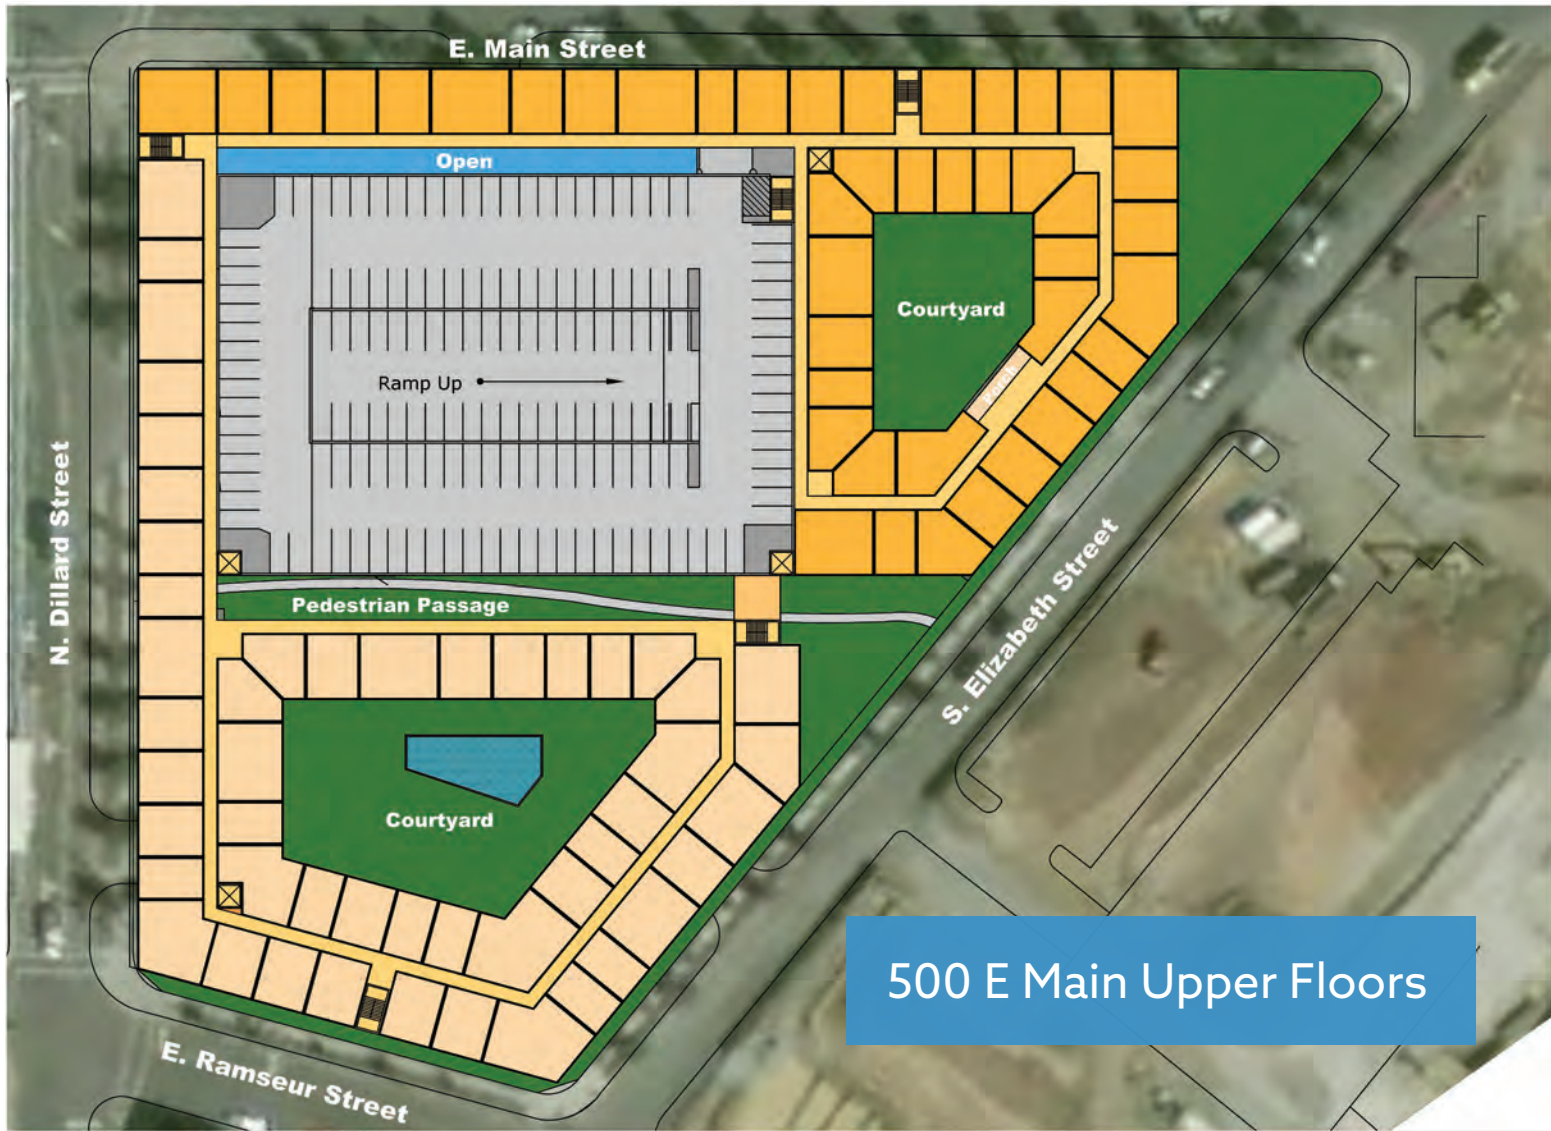 E. Main Street
Open
Courtyard
Ramp Up
Porch
N. Dillard Street
Pedestrian Passage
S. Elizabeth Street
Courtyard
500 E Main Upper Floors
E. Ramseur Street